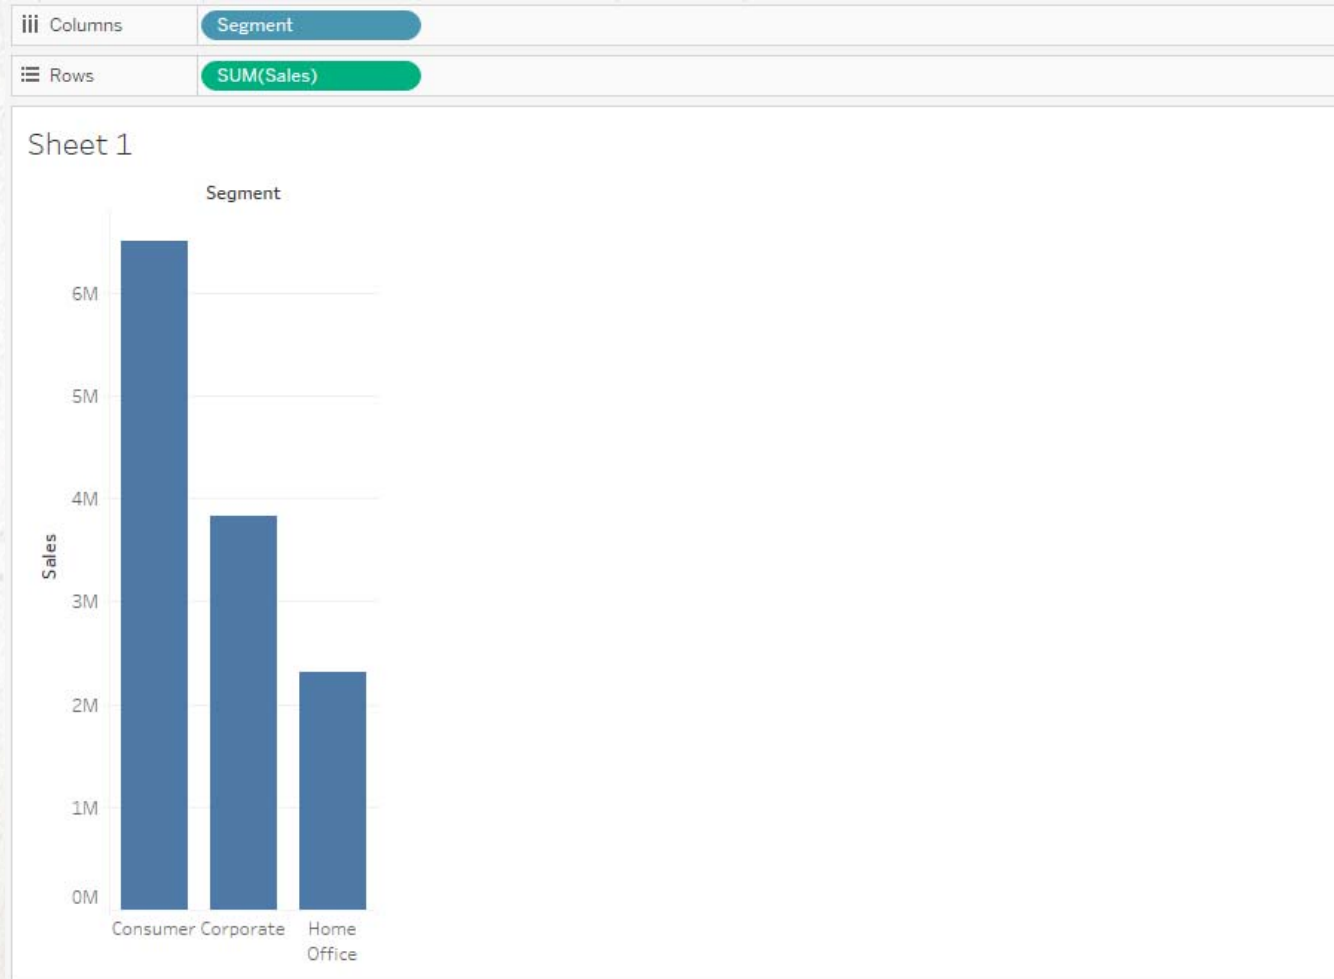 Columns Segment
Rows SUM(Sales)
Sheet 1
Segment
6M
5M
4M
3M
2M
1M
0M
Sales
Consumer Corporate Home
Office